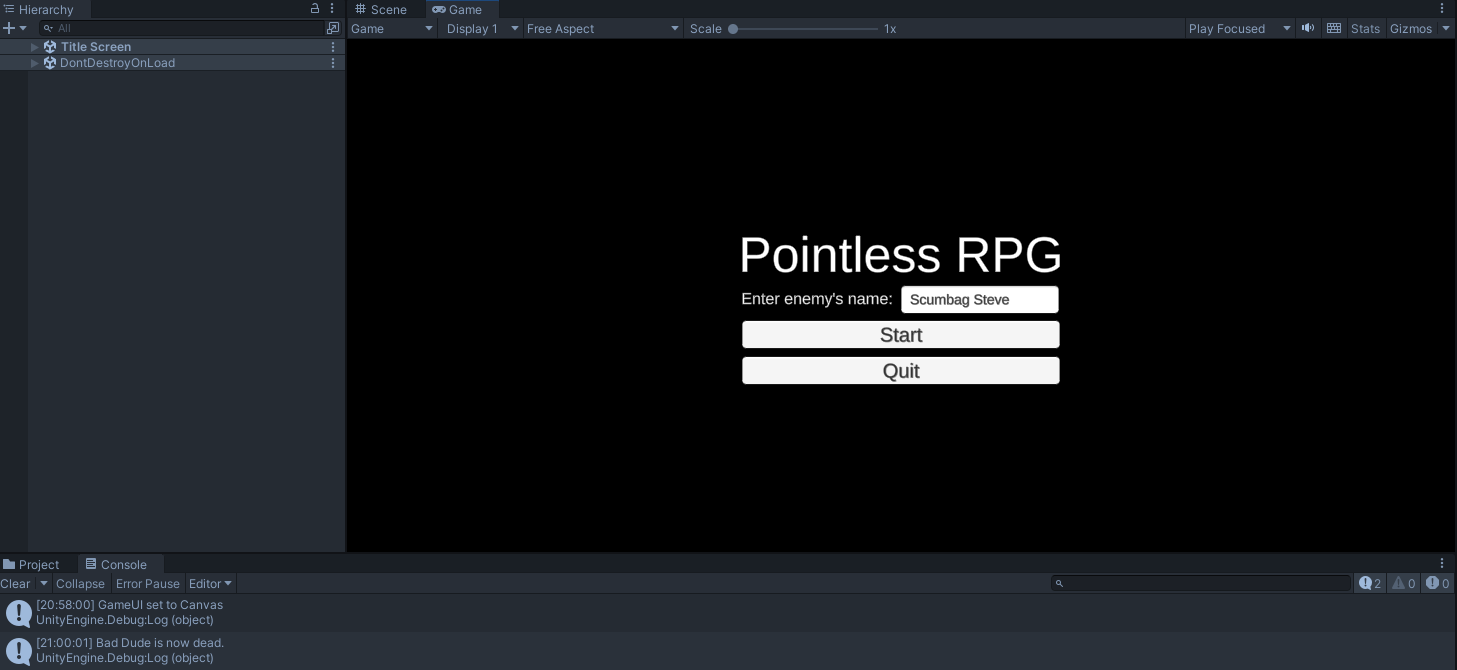 Hierarchy
All
Title Screen
DontDestroyOnLoad
Scene Game
Game Display 1 Free Aspect Scale 1x Play Focused Stats Gizmos
Pointless RPG
Enter enemy's name: Scumbag Steve
Start
Quit
Project Console
Clear Collapse Error Pause Editor 2 0 0
[20:58:00] GameUI set to Canvas
UnityEngine.Debug:Log (object)
[21:00:01] Bad Dude is now dead.
UnityEngine.Debug:Log (object)